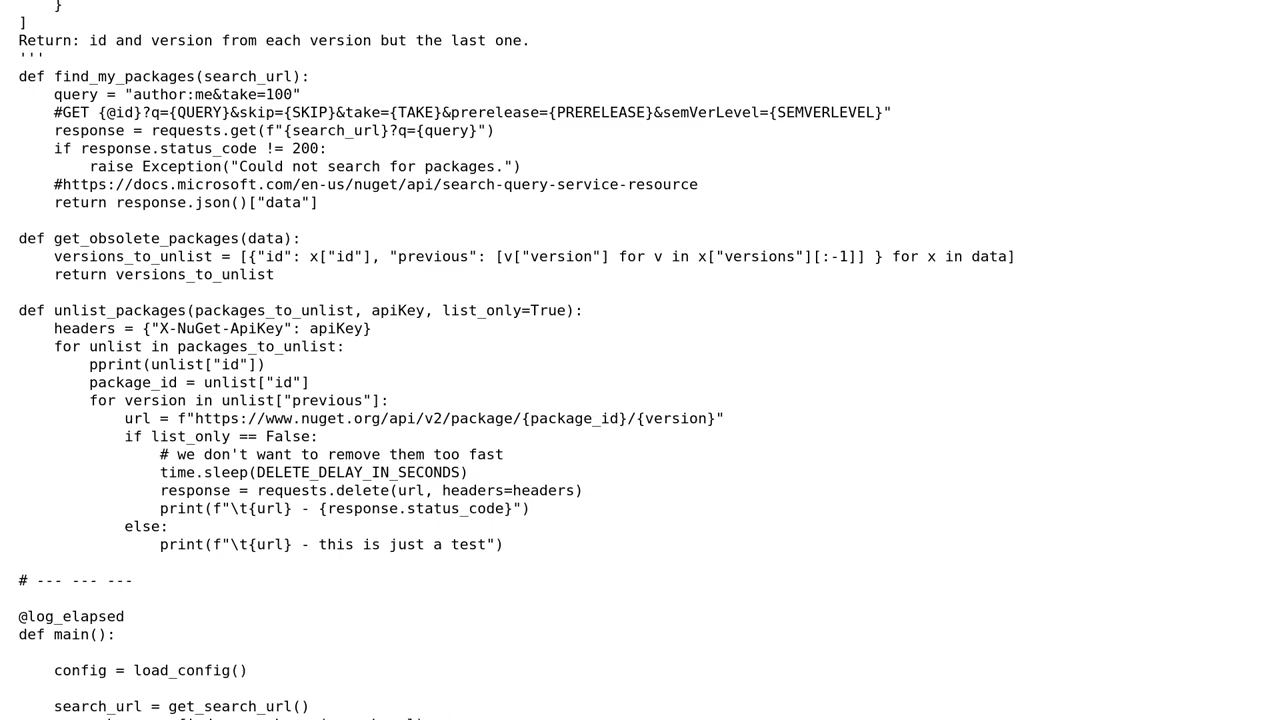 }
]
Return: id and version from each version but the last one.
'''
def find_my_packages(search_url):
    query = "author:me&take=100"
    #GET {@id}?q={QUERY}&skip={SKIP}&take={TAKE}&prerelease={PRERELEASE}&semVerLevel={SEMVERLEVEL}"
    response = requests.get(f"{search_url}?q={query}")
    if response.status_code != 200:
        raise Exception("Could not search for packages.")
    #https://docs.microsoft.com/en-us/nuget/api/search-query-service-resource
    return response.json()["data"]

def get_obsolete_packages(data):
    versions_to_unlist = [{"id": x["id"], "previous": [v["version"] for v in x["versions"][:-1]] } for x in data]
    return versions_to_unlist

def unlist_packages(packages_to_unlist, apiKey, list_only=True):
    headers = {"X-NuGet-ApiKey": apiKey}
    for unlist in packages_to_unlist:
        pprint(unlist["id"])
        package_id = unlist["id"]
        for version in unlist["previous"]:
            url = f"https://www.nuget.org/api/v2/package/{package_id}/{version}"
            if list_only == False:
                # we don't want to remove them too fast
                time.sleep(DELETE_DELAY_IN_SECONDS)
                response = requests.delete(url, headers=headers)
                print(f"\t{url} - {response.status_code}")
            else:
                print(f"\t{url} - this is just a test")

# --- --- ---

@log_elapsed
def main():

    config = load_config()

    search_url = get_search_url()